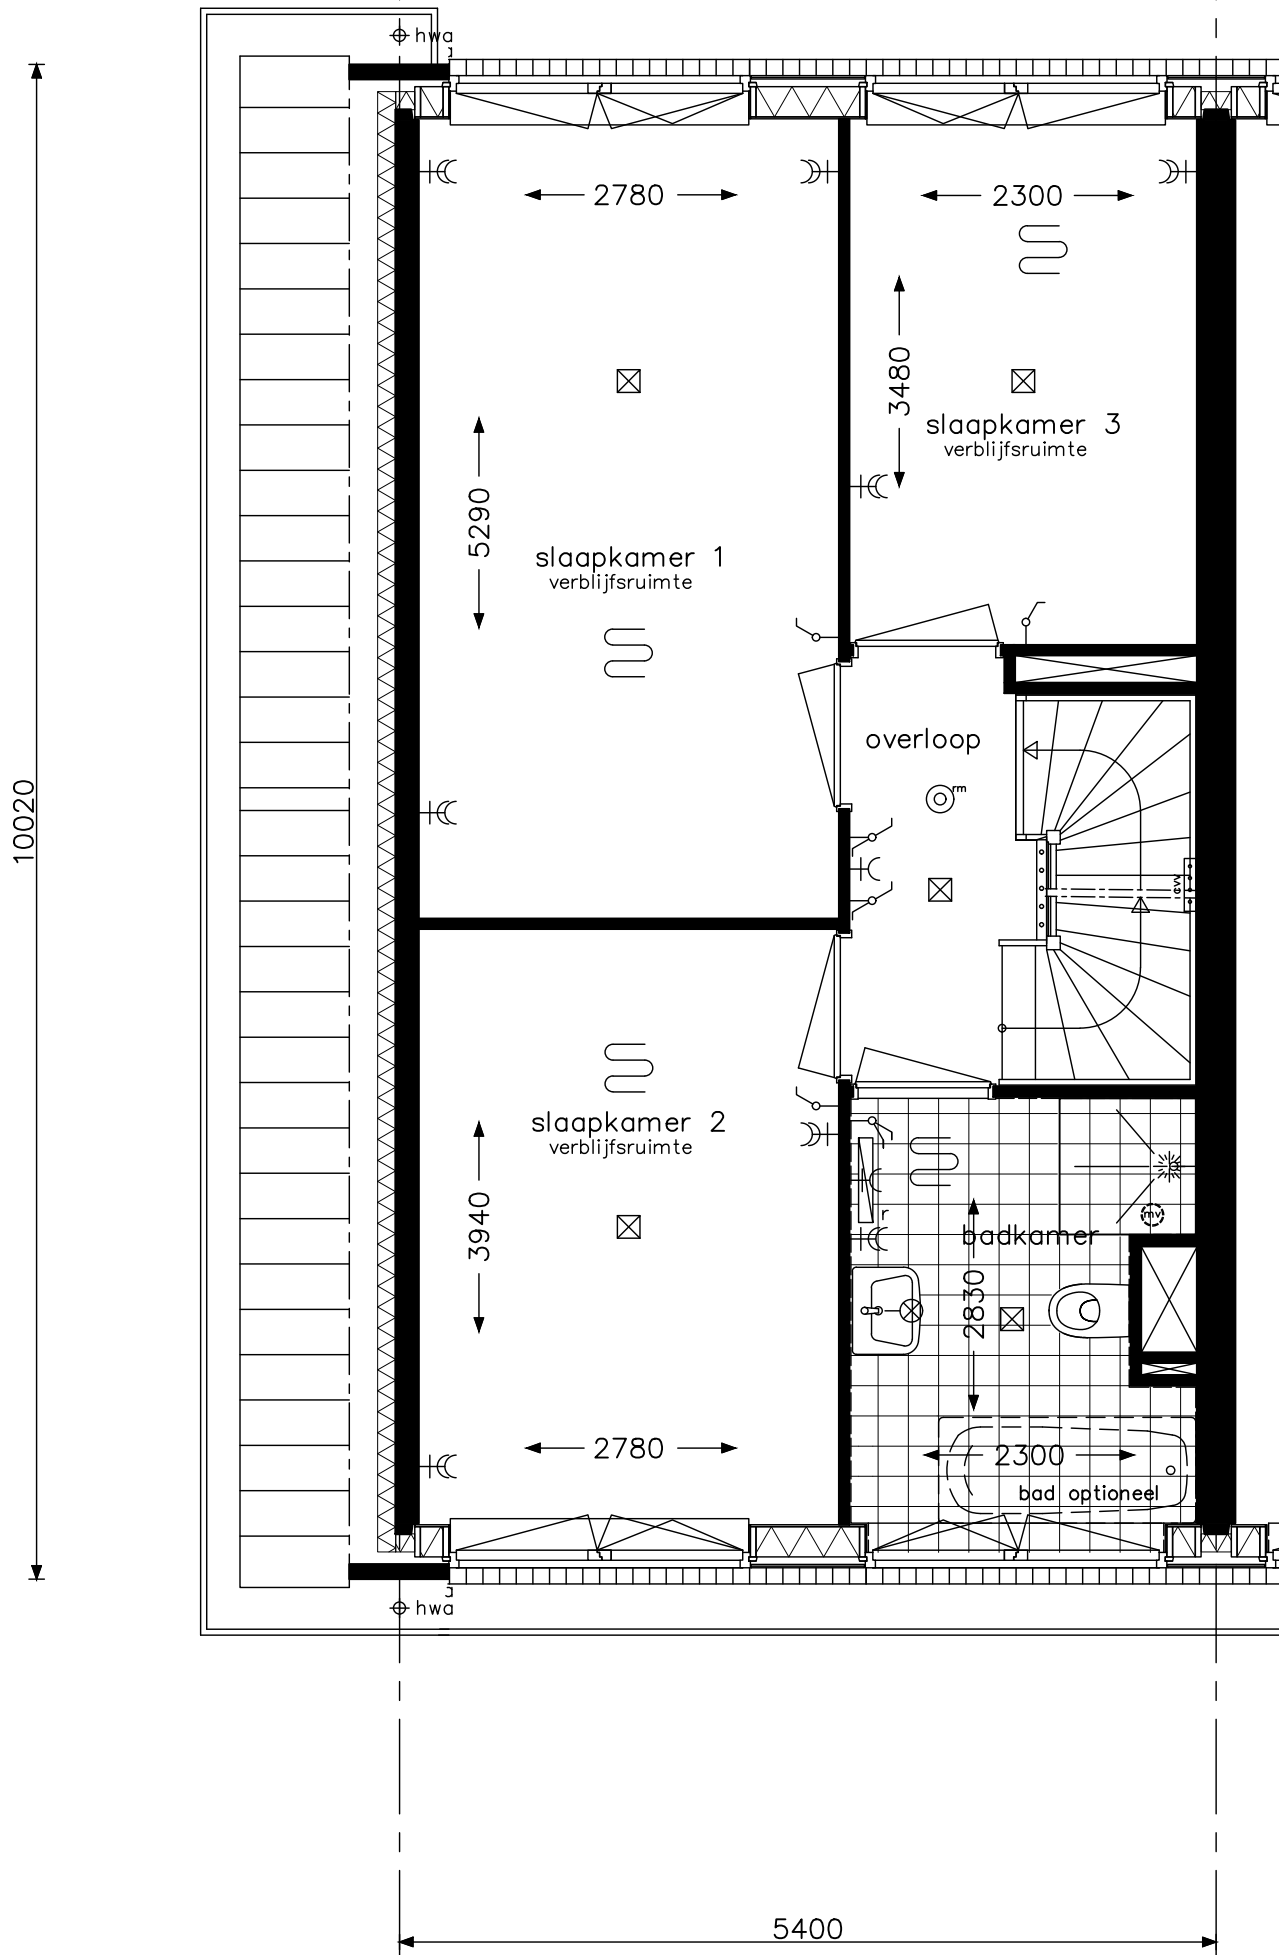 hwa
2780
2300
3480
slaapkamer 3
verblijfsruimte
5290
slaapkamer 1
verblijfsruimte
overloop
rm
10020
cvv
slaapkamer 2
verblijfsruimte
3940
r
mv
badkamer
2830
2780
2300
bad optioneel
hwa
5400